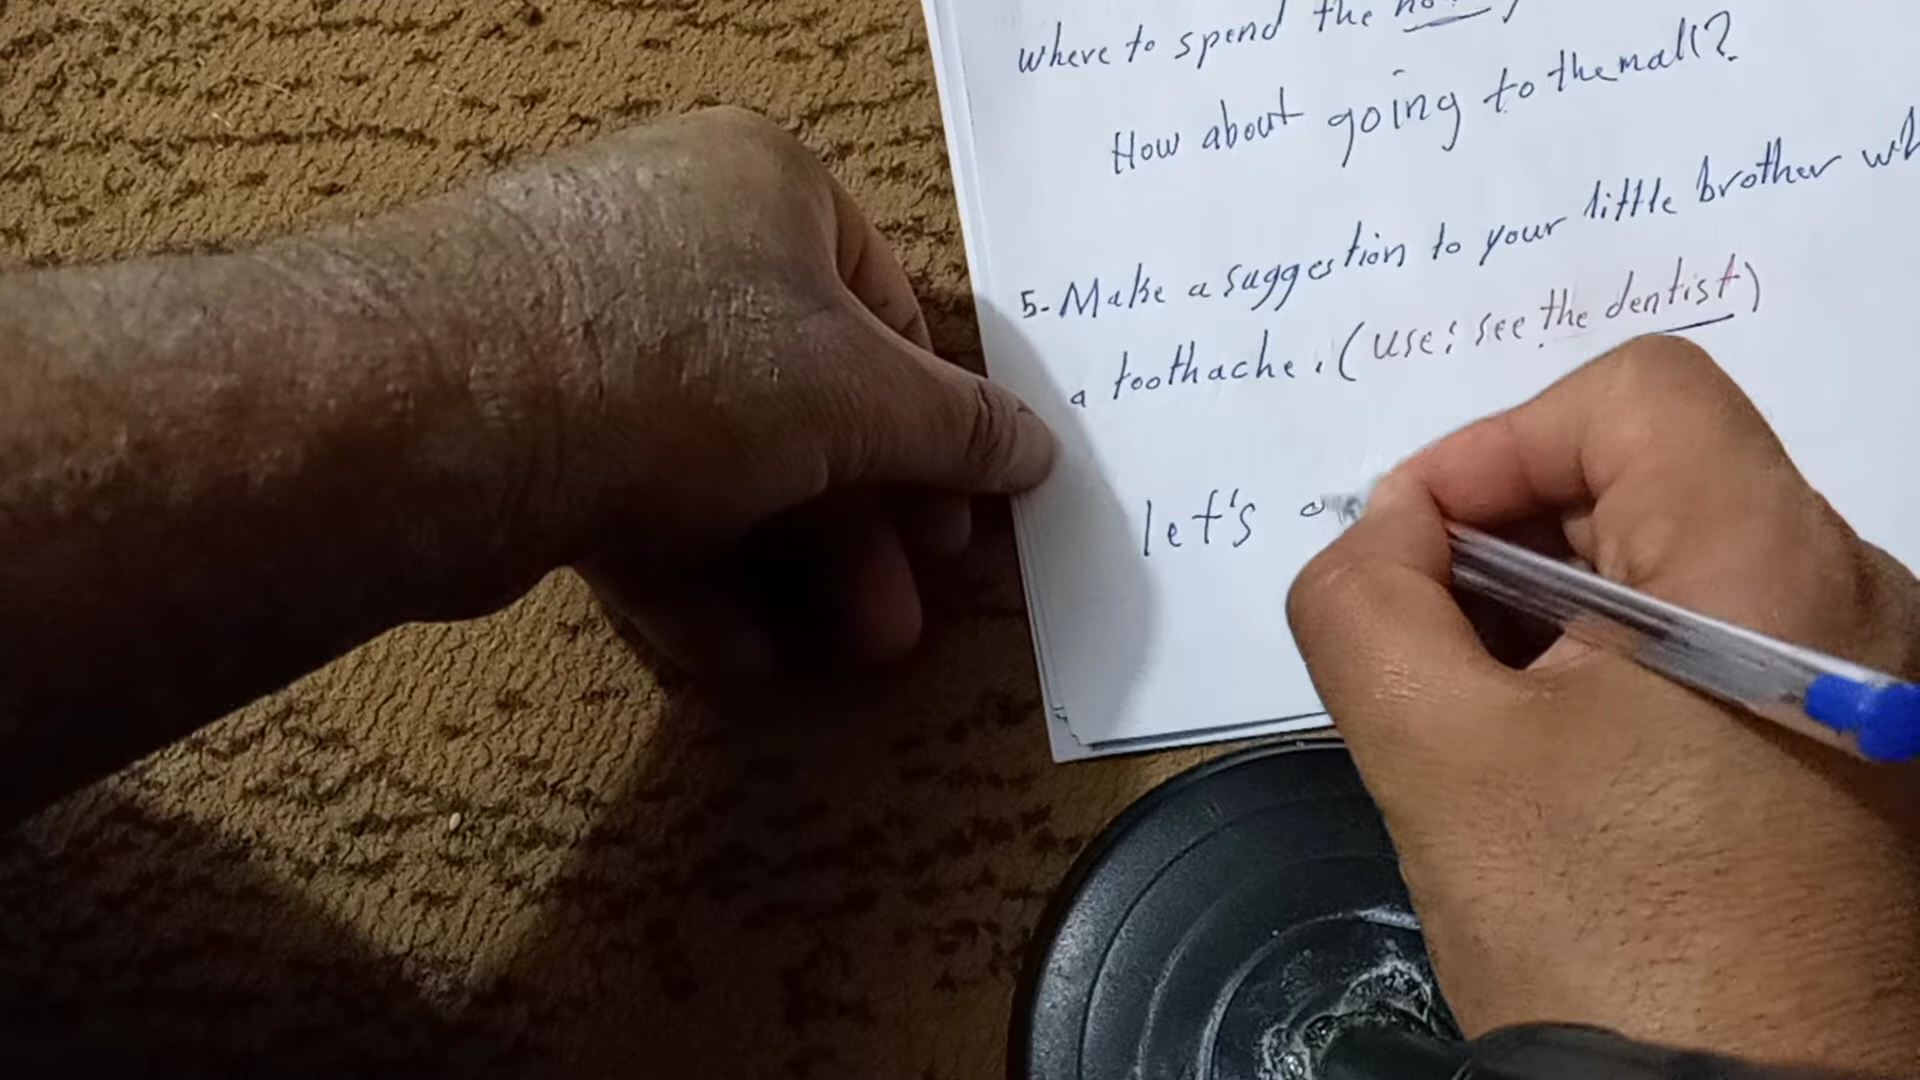 where to spend the
How about going to the mall?
5- Make a suggestion to your little brother
a toothache. (use: see the dentist)
let's